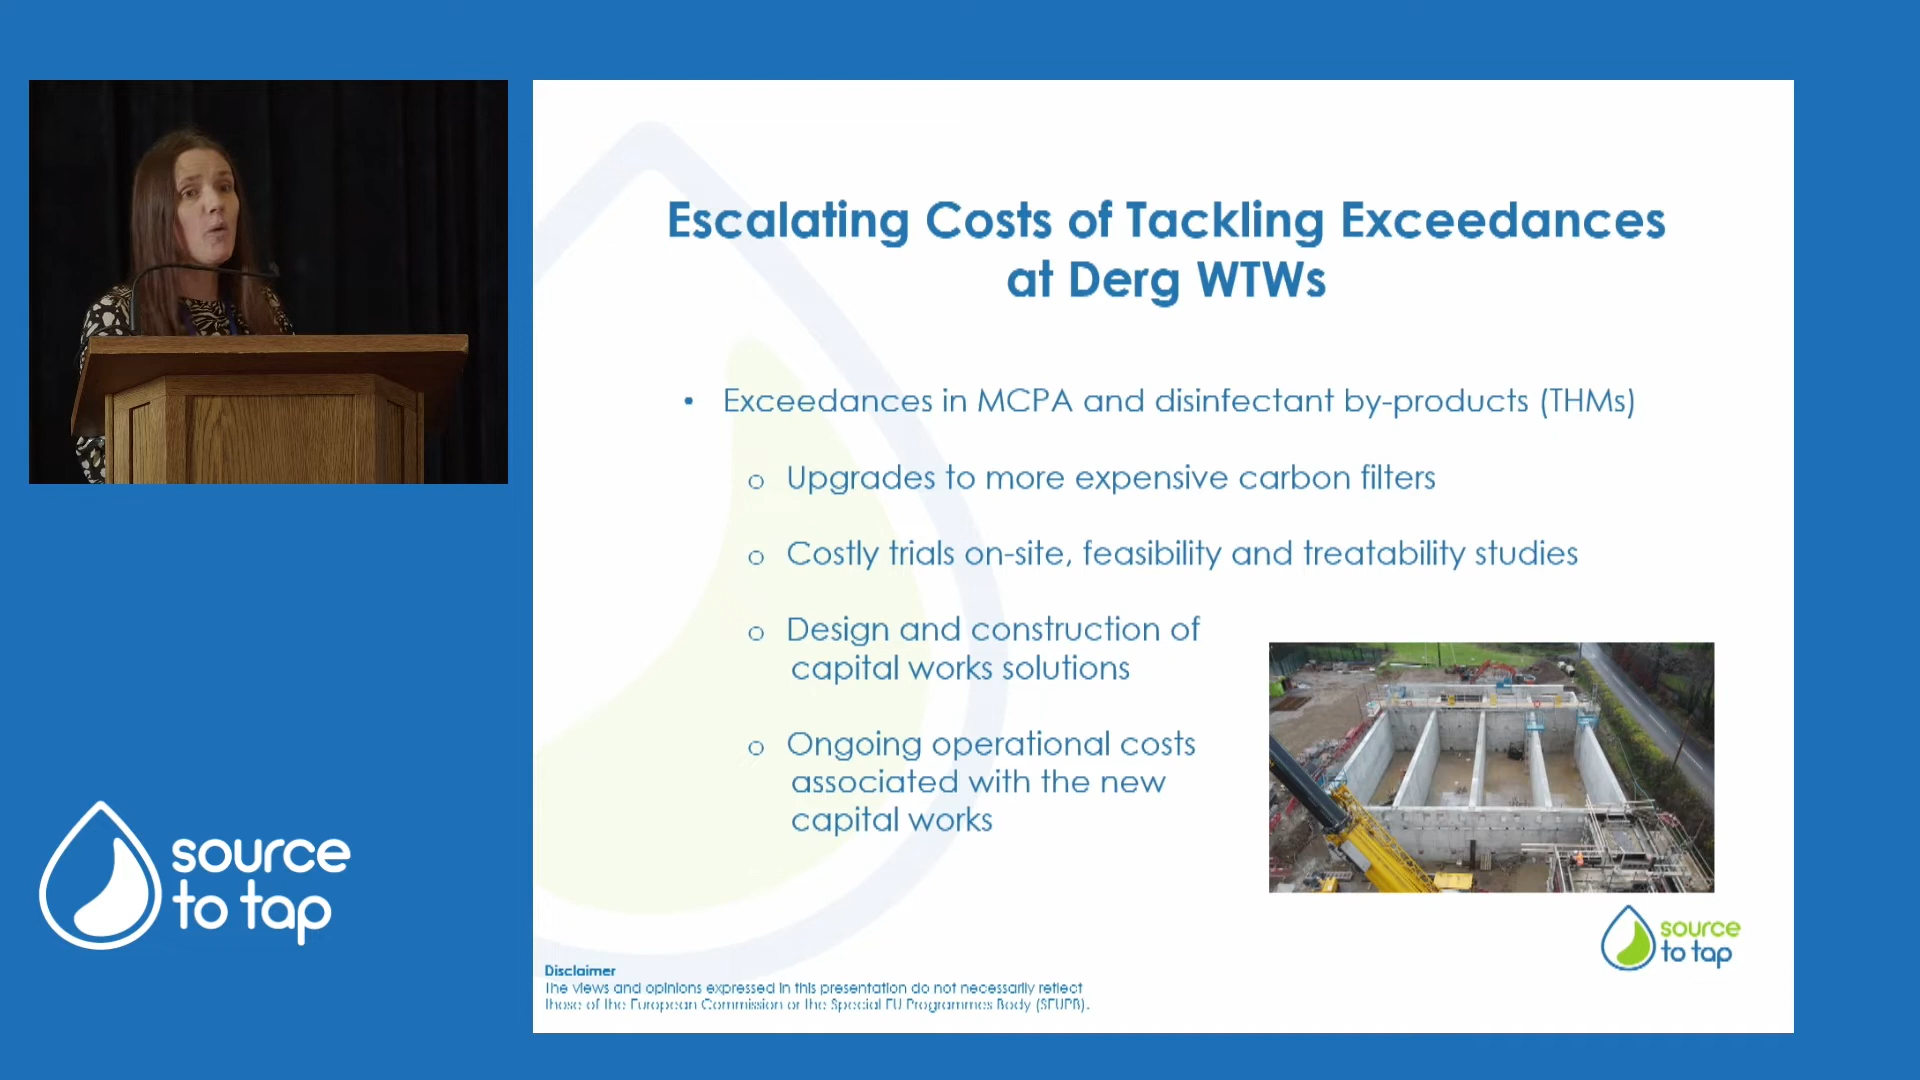 Escalating Costs of Tackling Exceedances
at Derg WTWs
• Exceedances in MCPA and disinfectant by-products (THMs)
o Upgrades to more expensive carbon filters
o Costly trials on-site, feasibility and treatability studies
o Design and construction of
capital works solutions
o Ongoing operational costs
associated with the new
capital works
source
to tap
source
to tap
Disclaimer
The views and opinions expressed in this presentation do not necessarily reflect
those of the European Commission or the Special EU Programmes Body (SEUPB).